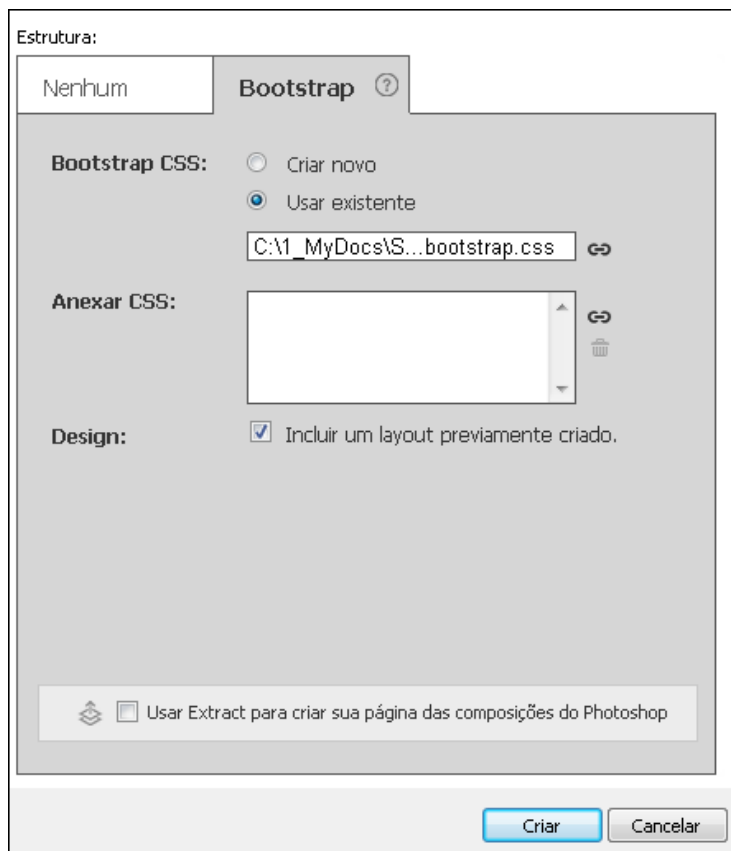 Estrutura:
Nenhum
Bootstrap ?
Bootstrap CSS:
Criar novo
Usar existente
C:\1_MyDocs\S...bootstrap.css
Anexar CSS:
Design:
Incluir um layout previamente criado.
Usar Extract para criar sua página das composições do Photoshop
Criar
Cancelar